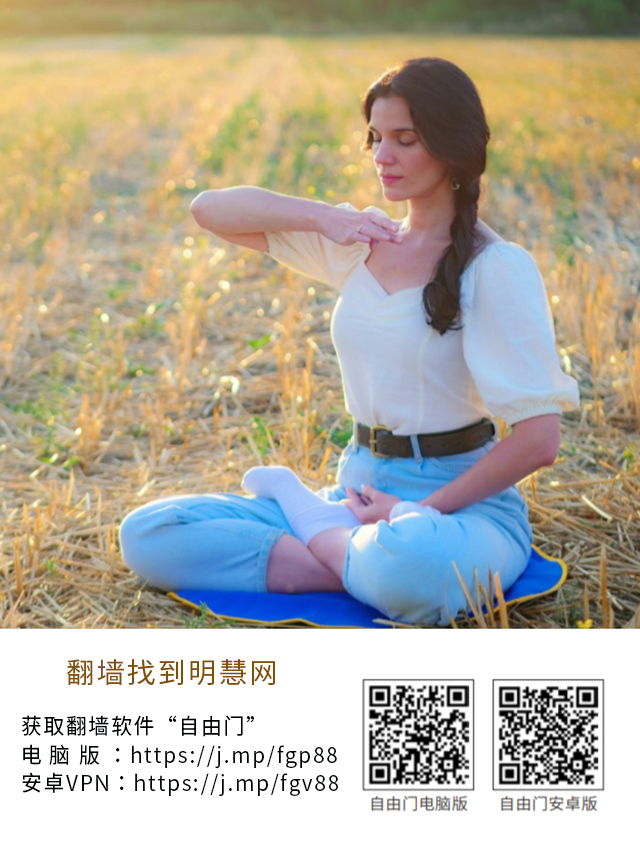 翻墙找到明慧网
获取翻墙软件“自由门”
电 脑 版 ：https://j.mp/fgp88
安卓VPN：https://j.mp/fgv88
自由门电脑版
自由门安卓版